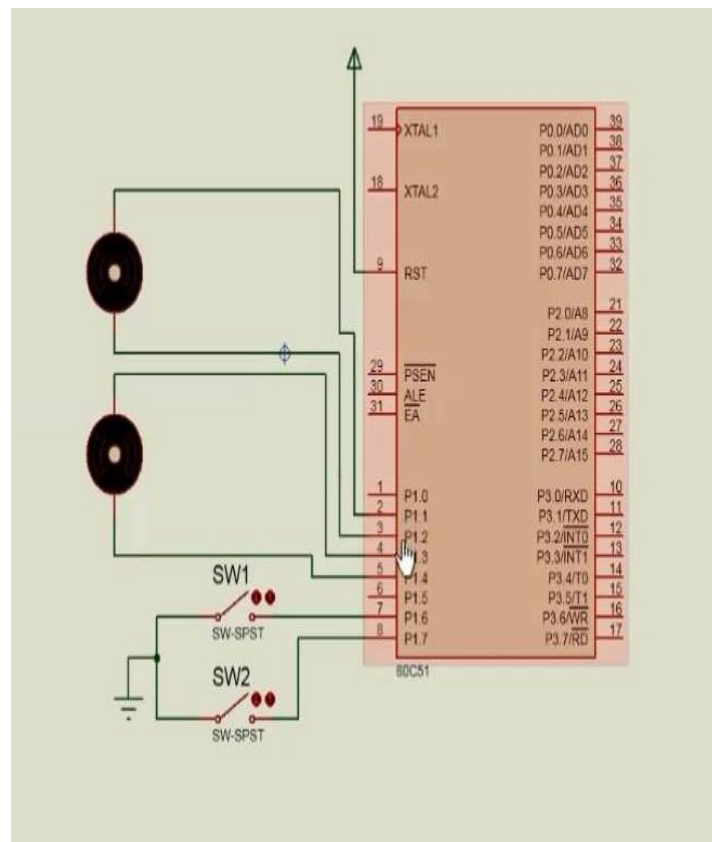 19 XTAL1
18 XTAL2
9 RST
29 PSEN
30 ALE
31 EA
1 P1.0
2 P1.1
3 P1.2
4 .3
5 P1.4
6 P1.5
7 P1.6
8 P1.7
P0.0/AD0 39
P0.1/AD1 38
P0.2/AD2 37
P0.3/AD3 36
P0.4/AD4 35
P0.5/AD5 34
P0.6/AD6 33
P0.7/AD7 32
P2.0/A8 21
P2.1/A9 22
P2.2/A10 23
P2.3/A11 24
P2.4/A12 25
P2.5/A13 26
P2.6/A14 27
P2.7/A15 28
P3.0/RXD 10
P3.1/TXD 11
P3.2/INT0 12
P3.3/INT1 13
P3.4/T0 14
P3.5/T1 15
P3.6/WR 16
P3.7/RD 17
80C51
SW1
SW-SPST
SW2
SW-SPST